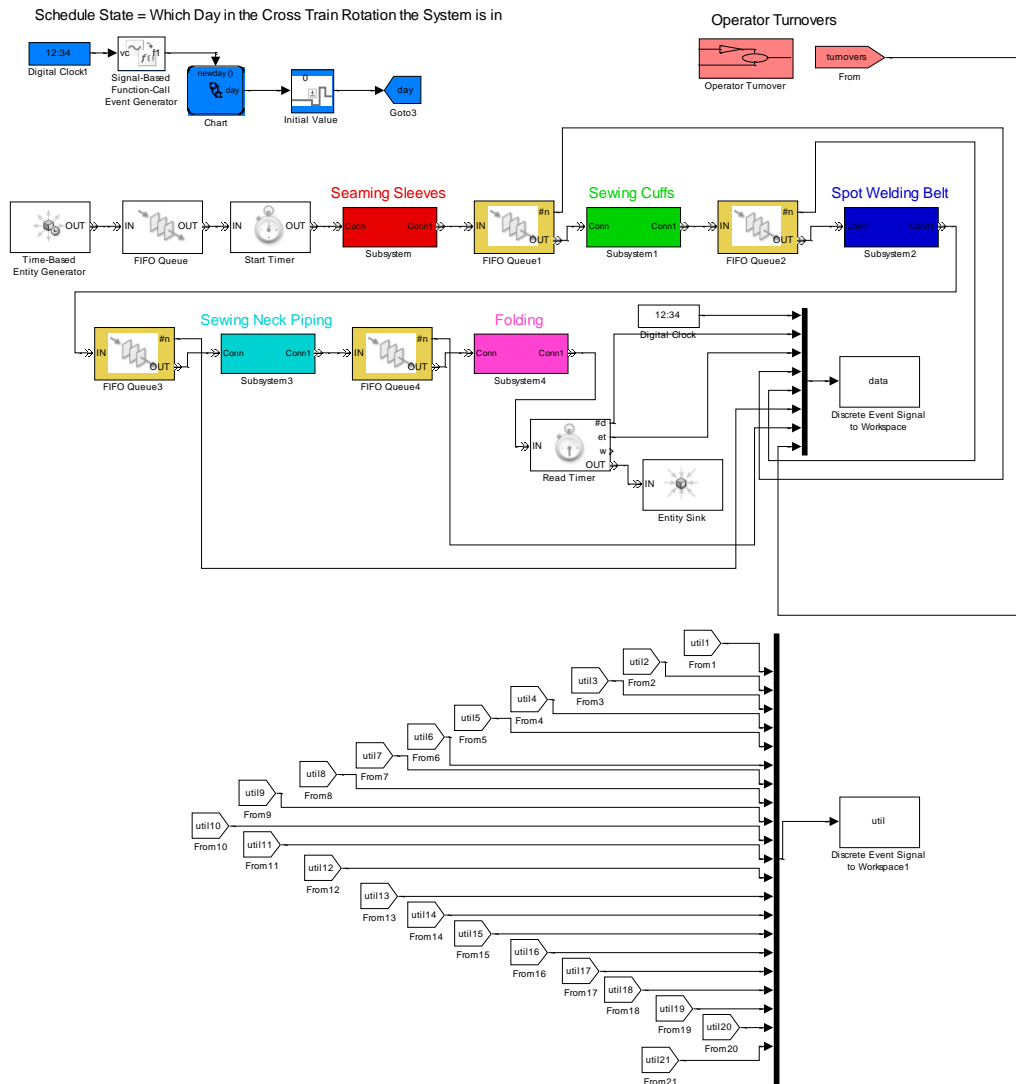 Schedule State = Which Day in the Cross Train Rotation the System is in
Operator Turnovers
12:34
Digital Clock1
vc
f()
f1
Signal-Based
Function-Call
Event Generator
newday ()
day
Chart
0
Initial Value
day
Goto3
Operator Turnover
turnovers
From
OUT
Time-Based
Entity Generator
IN
OUT
FIFO Queue
IN
OUT
Start Timer
Seaming Sleeves
Conn
Conn1
Subsystem
#n
IN
OUT
FIFO Queue1
Sewing Cuffs
Conn
Conn1
Subsystem1
#n
IN
OUT
FIFO Queue2
Spot Welding Belt
Conn
Conn1
Subsystem2
#n
IN
OUT
FIFO Queue3
Sewing Neck Piping
Conn
Conn1
Subsystem3
#n
IN
OUT
FIFO Queue4
Folding
Conn
Conn1
Subsystem4
12:34
Digital Clock
data
Discrete Event Signal
to Workspace
#d
et
w
IN
OUT
Read Timer
IN
Entity Sink
util1
From1
util2
From2
util3
From3
util4
From4
util5
From5
util6
From6
util7
From7
util8
From8
util9
From9
util10
From10
util11
From11
util12
From12
util13
From13
util14
From14
util15
From15
util16
From16
util17
From17
util18
From18
util19
From19
util20
From20
util21
From21
util
Discrete Event Signal
to Workspace1